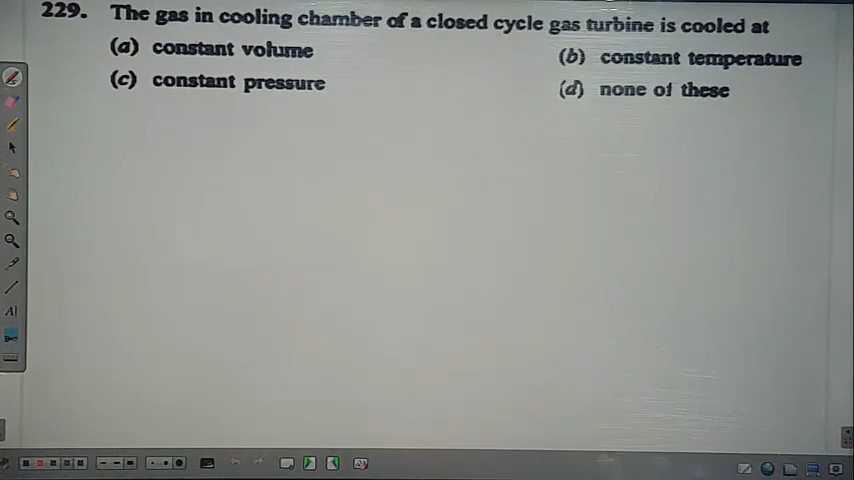 229. The gas in cooling chamber of a closed cycle gas turbine is cooled at
(a) constant volume (b) constant temperature
(c) constant pressure (d) none of these